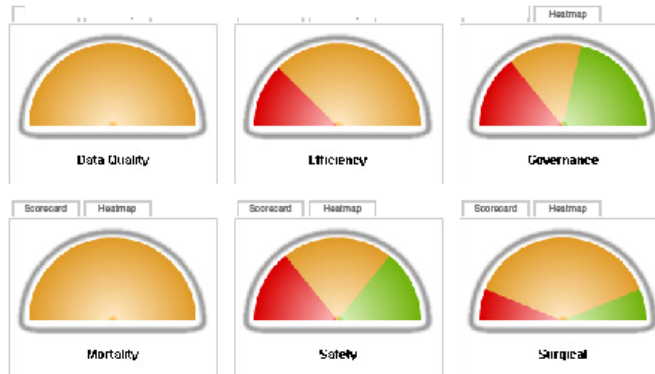 Heatmap
Data Quality
Efficiency
Governance
Scorecard Heatmap
Scorecard Heatmap
Scorecard Heatmap
Mortality
Safety
Surgical